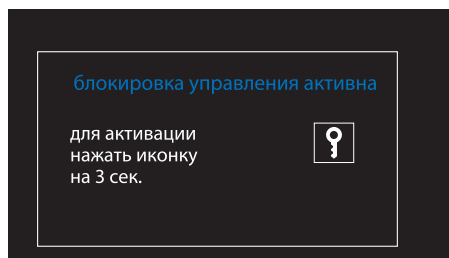 блокировка управления активна
для активации
нажать иконку
на 3 сек.